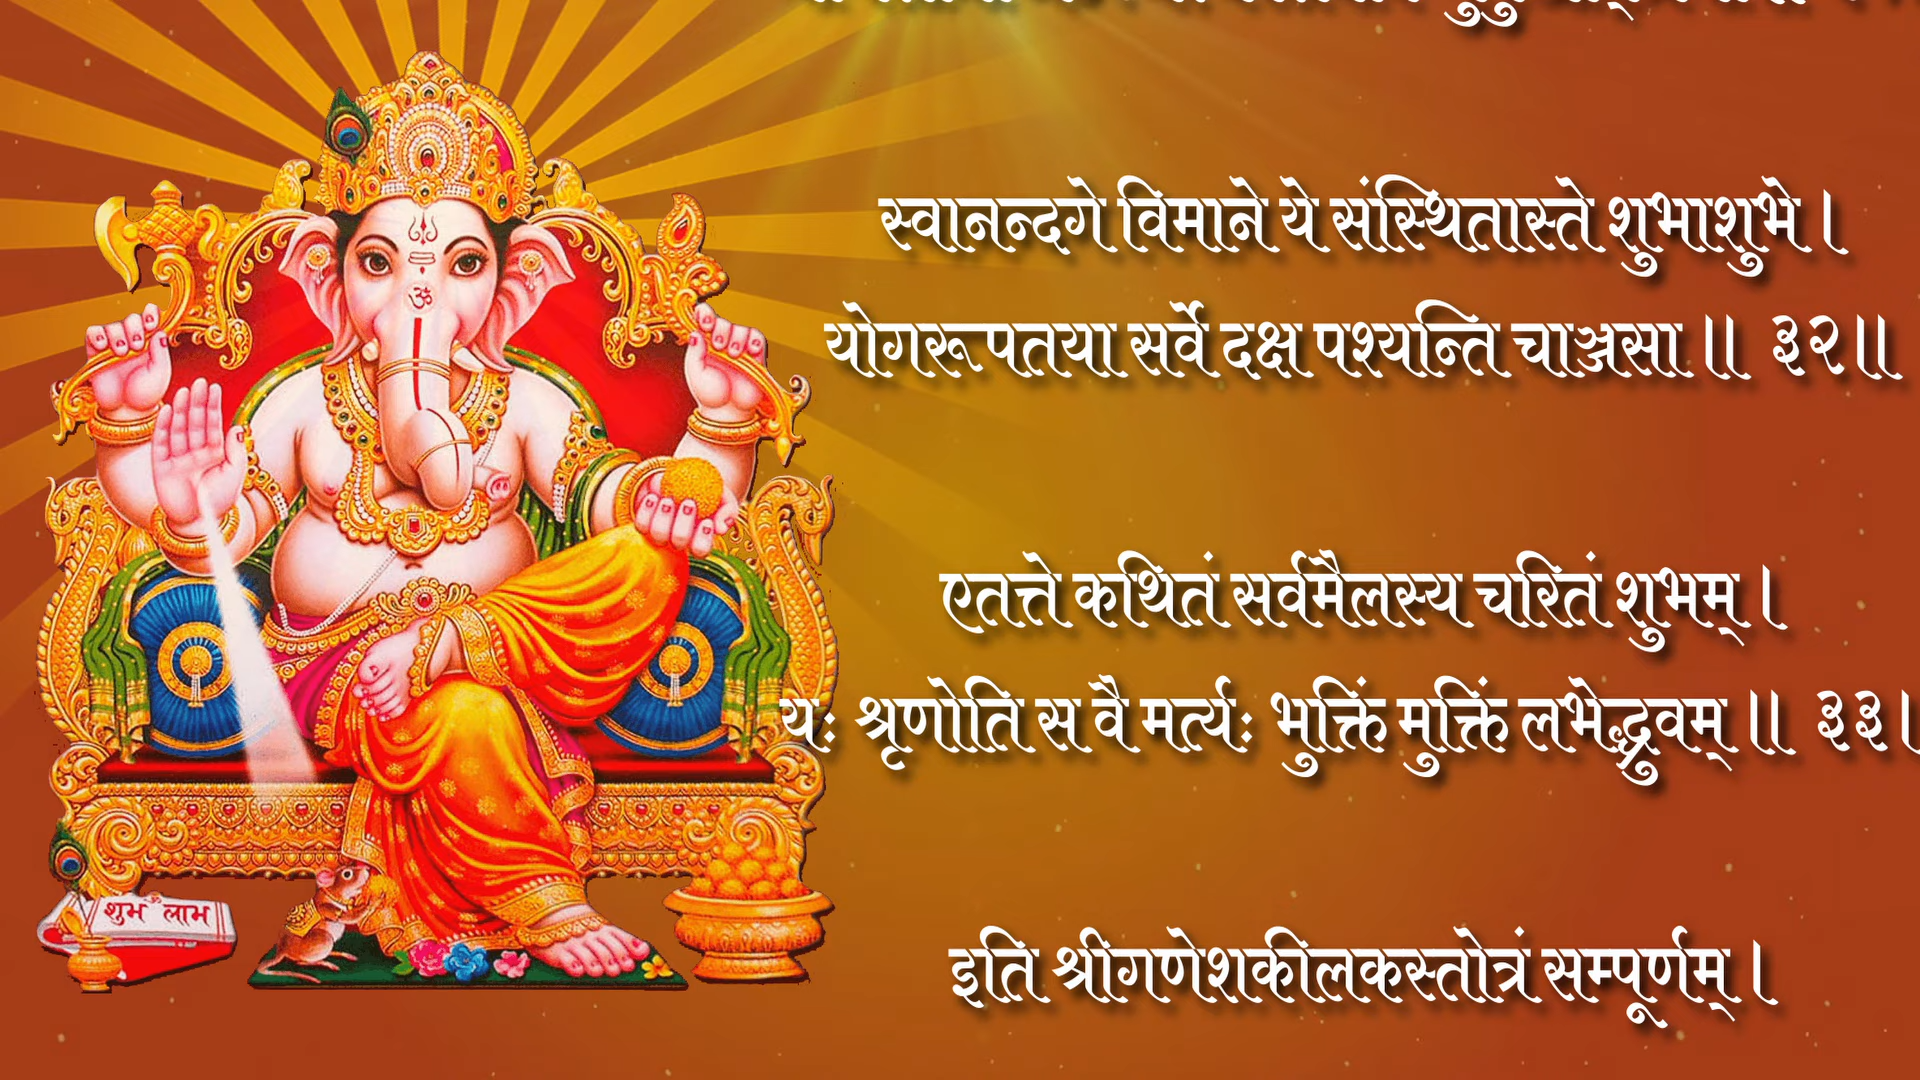 स्वानन्दगे विमाने ये संस्थितास्ते शुभाशुभे ।
योगरूपतया सर्वे दक्ष पश्यन्ति चाञ्जसा ॥ ३२॥
एतत्ते कथितं सर्वमैलस्य चरितं शुभम् ।
यः श्रृणोति स वै मर्त्यः भुक्तिं मुक्तिं लभेद्ध्रुवम् ॥ ३३।
इति श्रीगणेशकीलकस्तोत्रं सम्पूर्णम् ।
ॐ
शुभ लाभ